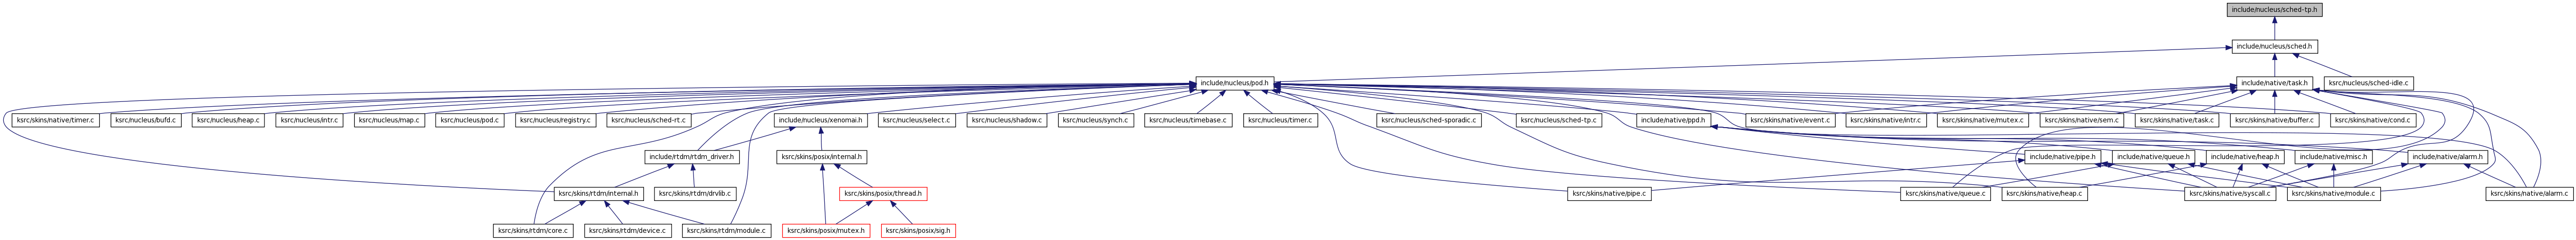 include/nucleus/sched-tp.h
include/nucleus/sched.h
include/nucleus/pod.h
include/native/task.h
ksrc/nucleus/sched-idle.c
ksrc/skins/native/timer.c
ksrc/nucleus/bufd.c
ksrc/nucleus/heap.c
ksrc/nucleus/intr.c
ksrc/nucleus/map.c
ksrc/nucleus/pod.c
ksrc/nucleus/registry.c
ksrc/nucleus/sched-rt.c
include/nucleus/xenomai.h
ksrc/nucleus/select.c
ksrc/nucleus/shadow.c
ksrc/nucleus/synch.c
ksrc/nucleus/timebase.c
ksrc/nucleus/timer.c
ksrc/nucleus/sched-sporadic.c
ksrc/nucleus/sched-tp.c
include/native/ppd.h
ksrc/skins/native/event.c
ksrc/skins/native/intr.c
ksrc/skins/native/mutex.c
ksrc/skins/native/sem.c
ksrc/skins/native/task.c
ksrc/skins/native/buffer.c
ksrc/skins/native/cond.c
include/rtdm/rtdm_driver.h
ksrc/skins/posix/internal.h
include/native/pipe.h
include/native/queue.h
include/native/heap.h
include/native/misc.h
include/native/alarm.h
ksrc/skins/rtdm/internal.h
ksrc/skins/rtdm/drvlib.c
ksrc/skins/posix/thread.h
ksrc/skins/native/pipe.c
ksrc/skins/native/queue.c
ksrc/skins/native/heap.c
ksrc/skins/native/syscall.c
ksrc/skins/native/module.c
ksrc/skins/native/alarm.c
ksrc/skins/rtdm/core.c
ksrc/skins/rtdm/device.c
ksrc/skins/rtdm/module.c
ksrc/skins/posix/mutex.h
ksrc/skins/posix/sig.h